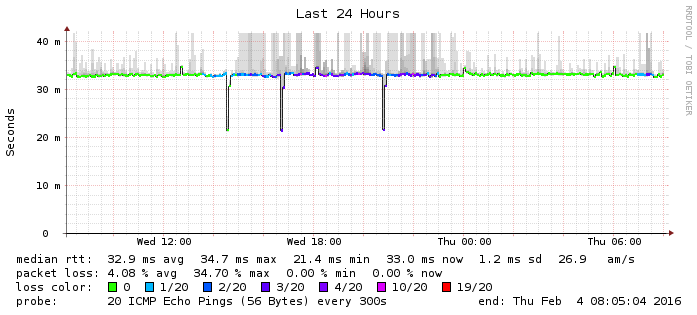 Last 24 Hours
RRDTOOL / TOBI OETIKER
Seconds
40 m
30 m
20 m
10 m
0
Wed 12:00 Wed 18:00 Thu 00:00 Thu 06:00
median rtt: 32.9 ms avg 34.7 ms max 21.4 ms min 33.0 ms now 1.2 ms sd 26.9 am/s
packet loss: 4.08 % avg 34.70 % max 0.00 % min 0.00 % now
loss color: 0 1/20 2/20 3/20 4/20 10/20 19/20
probe: 20 ICMP Echo Pings (56 Bytes) every 300s end: Thu Feb 4 08:05:04 2016